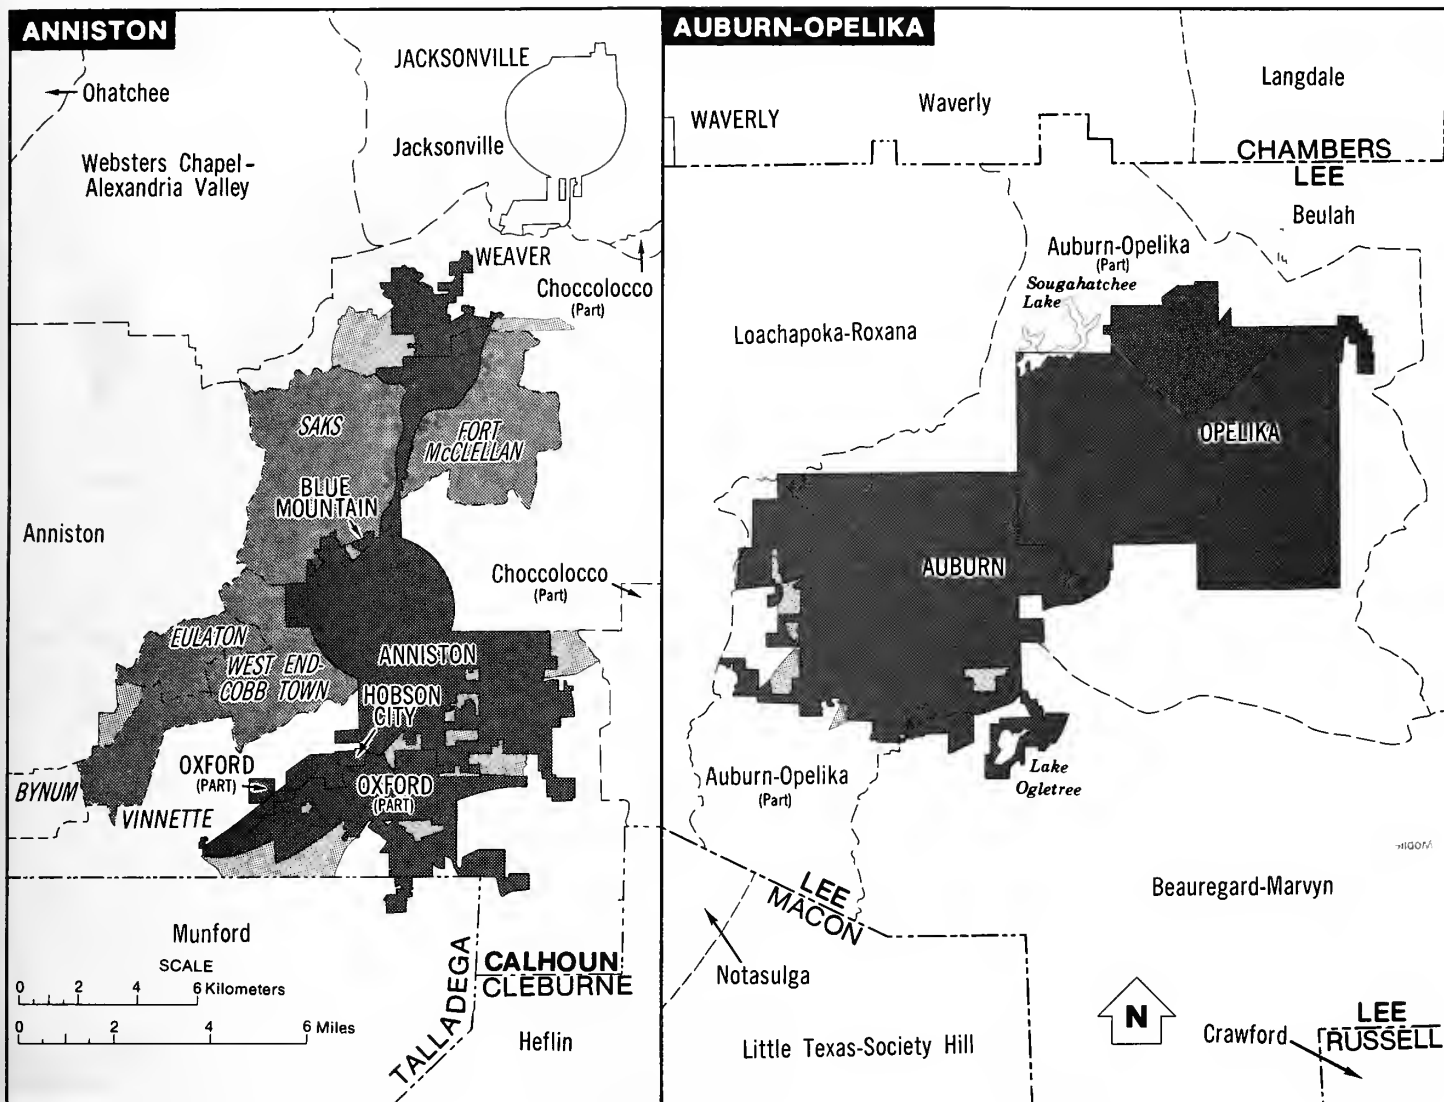 ANNISTON
JACKSONVILLE
Ohatchee
Jacksonville
Websters Chapel-
Alexandria Valley
WEAVER
Choccolocco
(Part)
SAKS
FORT
McCLELLAN
BLUE
MOUNTAIN
Anniston
Choccolocco
(Part)
EULATON
WEST END-
COBB TOWN
ANNISTON
HOBSON
CITY
OXFORD
(PART)
OXFORD
(PART)
BYNUM
VINNETTE
Munford
SCALE
0 2 4 6 Kilometers
0 2 4 6 Miles
TALLADEGA
CALHOUN
CLEBURNE
Heflin
AUBURN-OPELIKA
WAVERLY
Waverly
Langdale
CHAMBERS
LEE
Beulah
Auburn-Opelika
(Part)
Sougahatchee
Lake
Loachapoka-Roxana
OPELIKA
AUBURN
Auburn-Opelika
(Part)
Lake
Ogletree
Beauregard-Marvyn
LEE
MACON
Notasulga
N
Crawford
LEE
RUSSELL
Little Texas-Society Hill